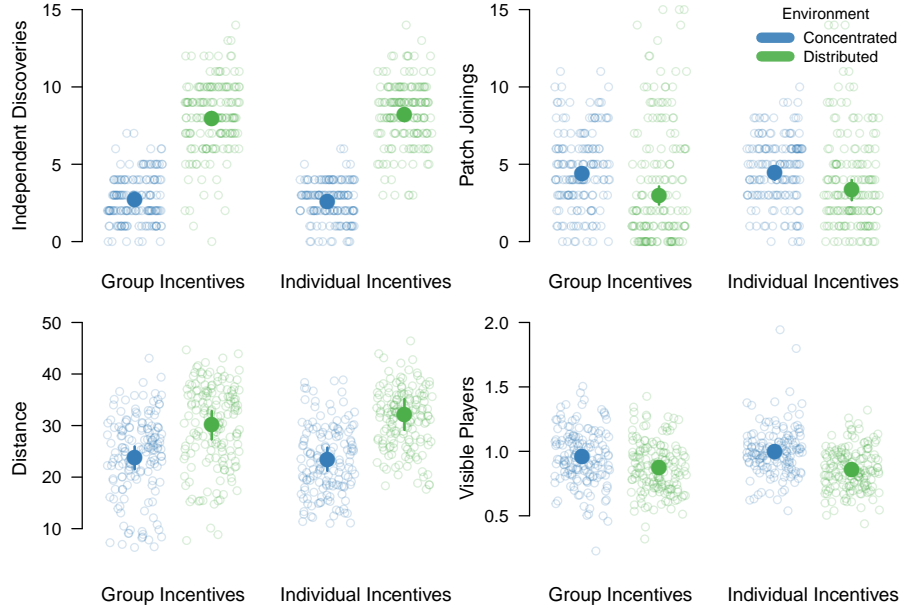 Independent Discoveries
15
10
5
0
Group Incentives
Individual Incentives
Patch Joinings
15
10
5
0
Environment
Concentrated
Distributed
Group Incentives
Individual Incentives
Distance
50
40
30
20
10
Group Incentives
Individual Incentives
Visible Players
2.0
1.5
1.0
0.5
Group Incentives
Individual Incentives